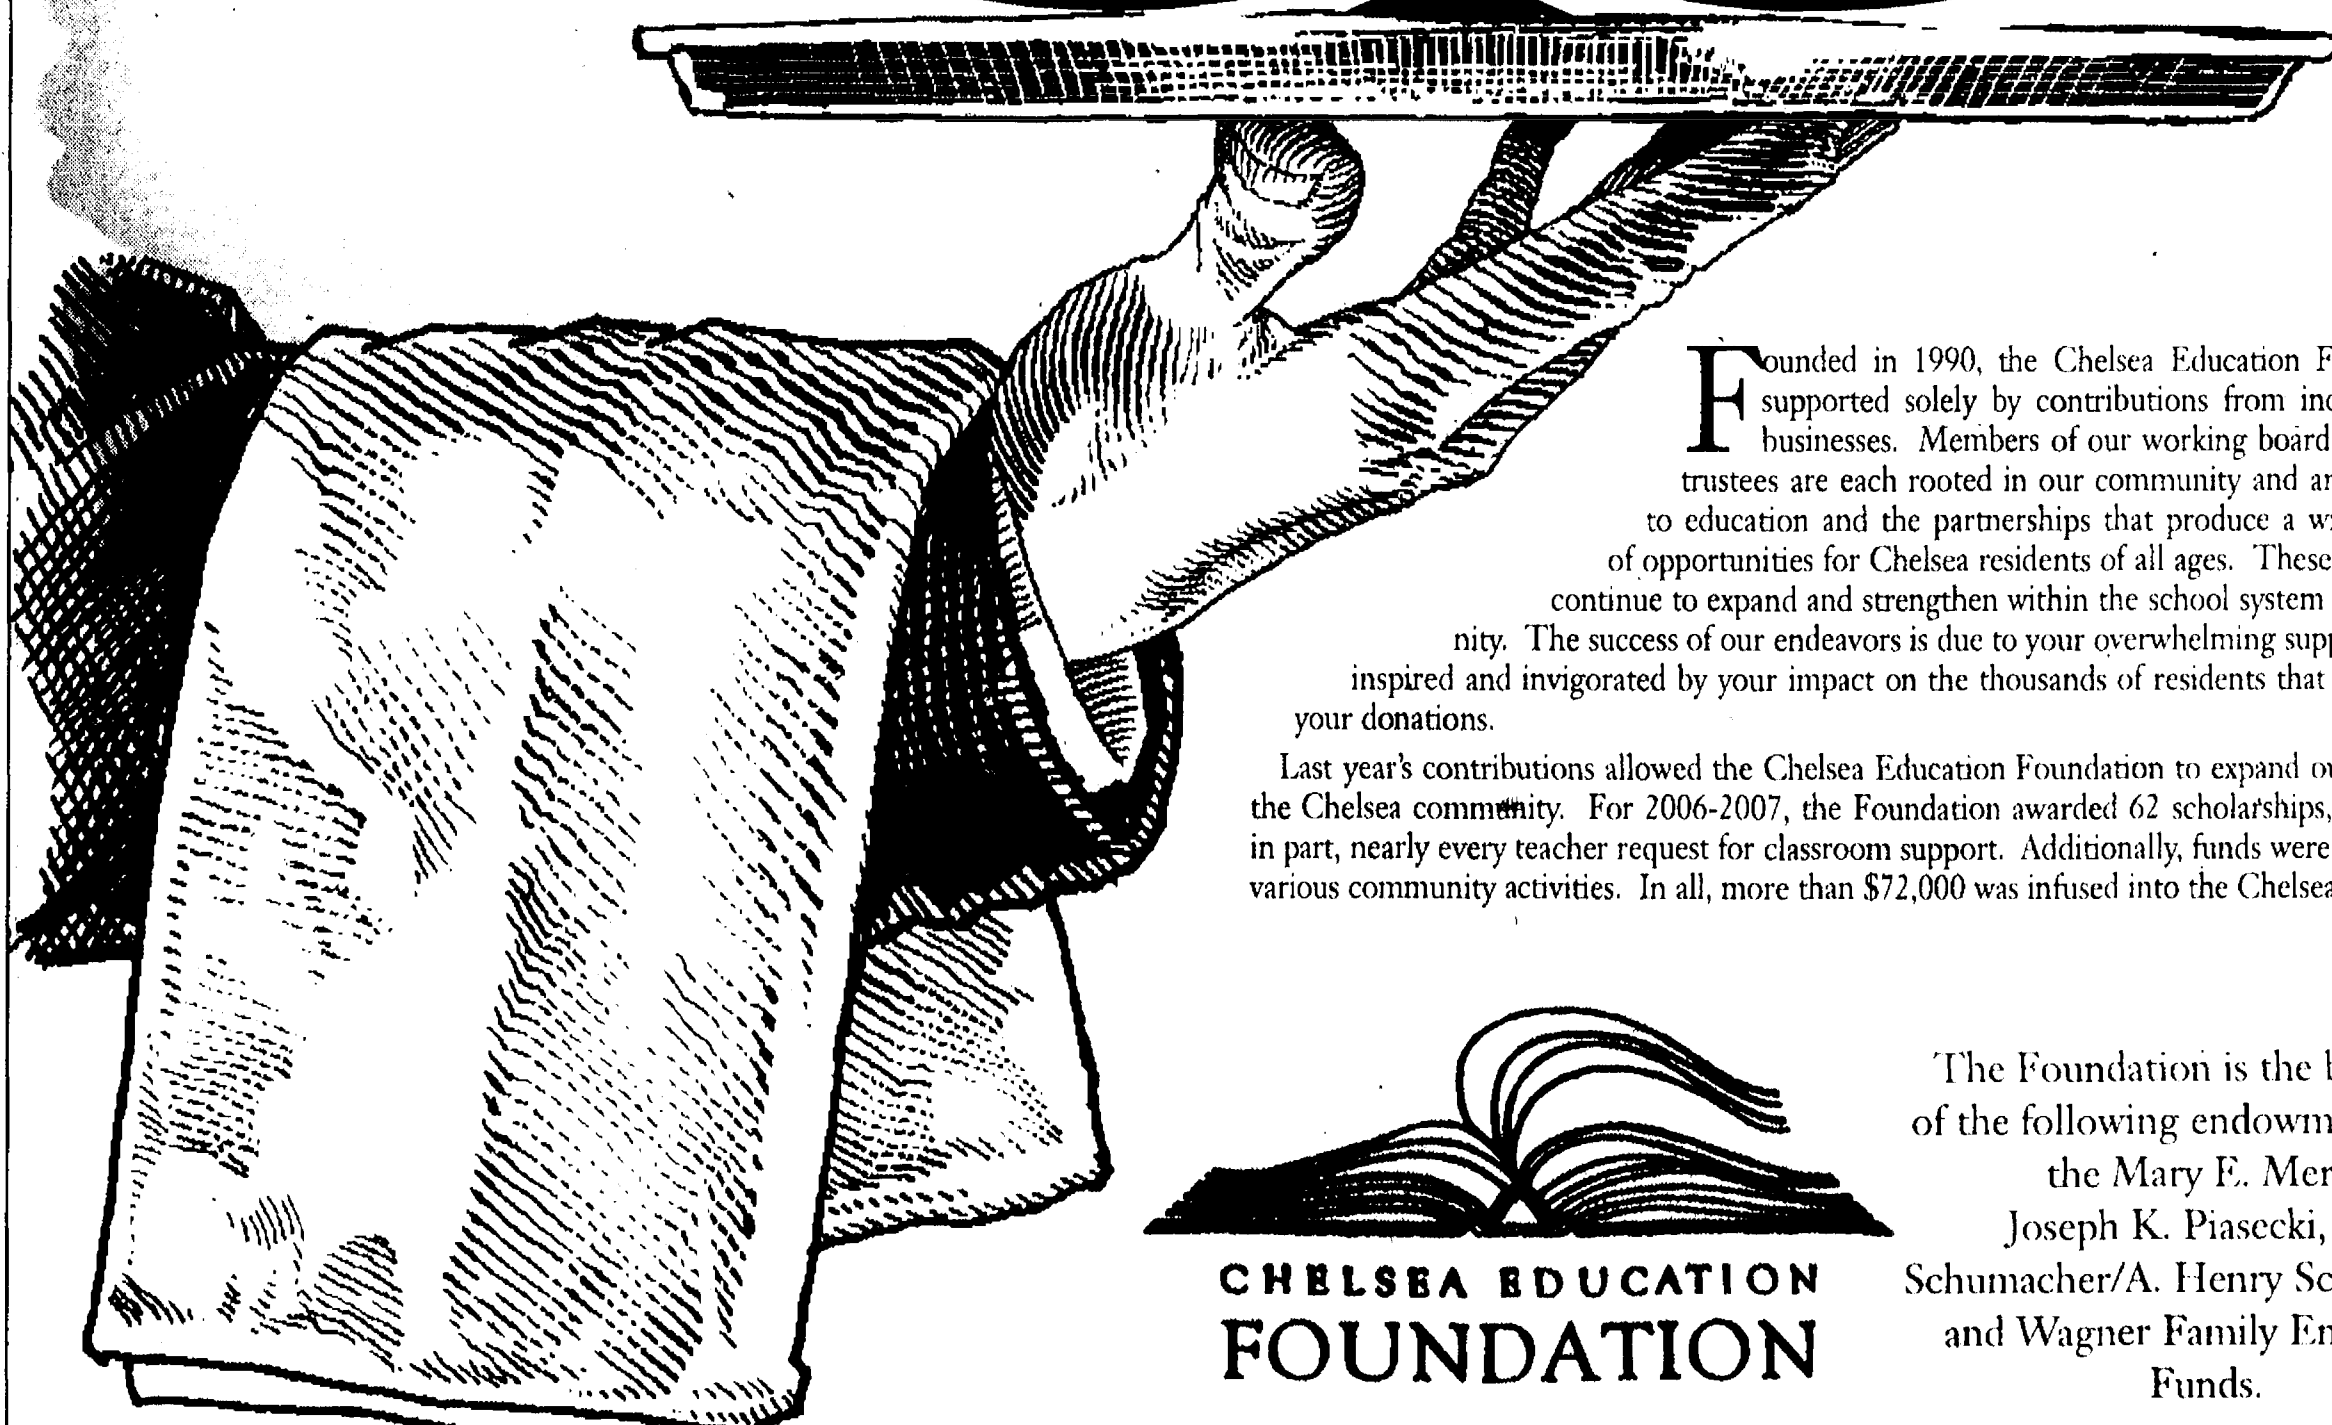 Founded in 1990, the Chelsea Education F
supported solely by contributions from
businesses. Members of our working board
trustees are each rooted in our community and
to education and the partnerships that produce a
of opportunities for Chelsea residents of all ages. These
continue to expand and strengthen within the school system
nity. The success of our endeavors is due to your overwhelming supp
inspired and invigorated by your impact on the thousands of residents that
your donations.
Last year's contributions allowed the Chelsea Education Foundation to expand
the Chelsea community. For 2006-2007, the Foundation awarded 62 scholarships,
in part, nearly every teacher request for classroom support. Additionally, funds were
various community activities. In all, more than $72,000 was infused into the Chelsea
CHELSEA EDUCATION
FOUNDATION
The Foundation is the
of the following endowm
the Mary E. Mer
Joseph K. Piasecki,
Schumacher/A. Henry Sc
and Wagner Family En
Funds.